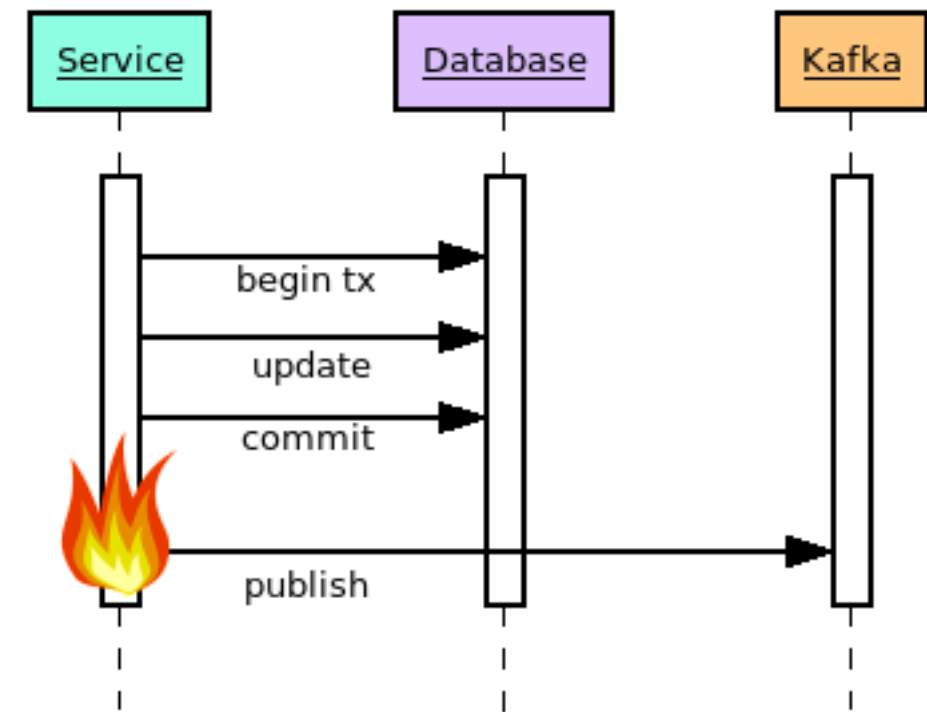 Service
Database
Kafka
begin tx
update
commit
publish